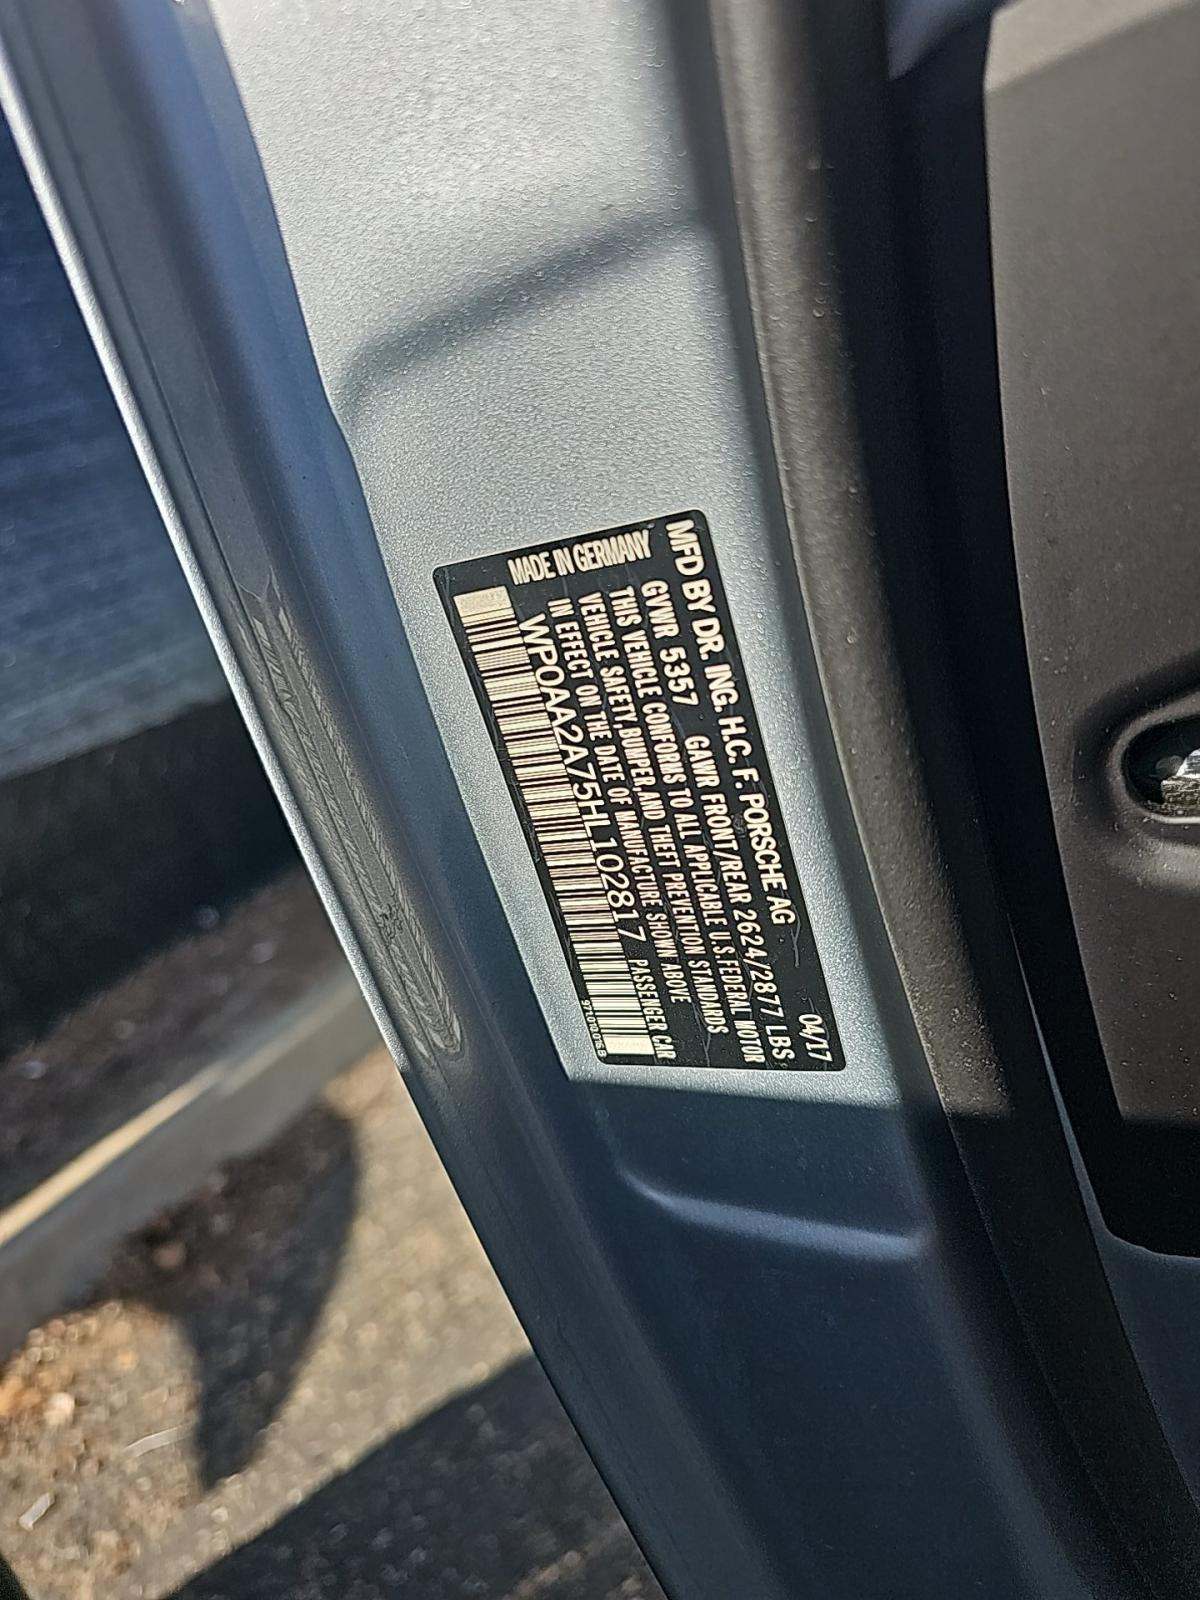 MFD BY DR. ING. H.C. F. PORSCHE AG 04/17
GVWR 5357 GAWR FRONT/REAR 2624/2877 LBS
THIS VEHICLE CONFORMS TO ALL APPLICABLE U.S. FEDERAL MOTOR
VEHICLE SAFETY, BUMPER, AND THEFT PREVENTION STANDARDS
IN EFFECT ON THE DATE OF MANUFACTURE SHOWN ABOVE
WP0AA2A75HL102817 PASSENGER CAR
MADE IN GERMANY